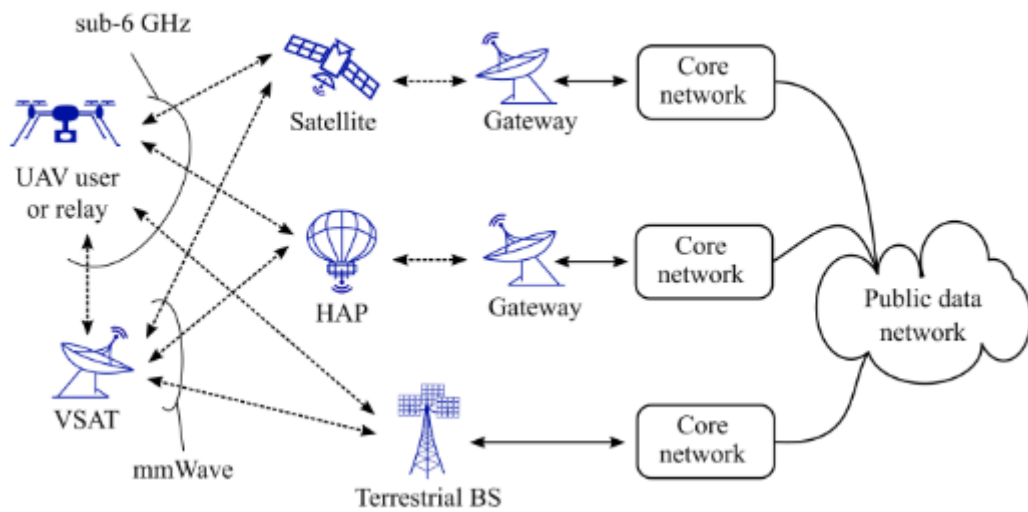 sub-6 GHz
Satellite
Gateway
Core
network
UAV user
or relay
HAP
Gateway
Core
network
Public data
network
VSAT
mmWave
Terrestrial BS
Core
network